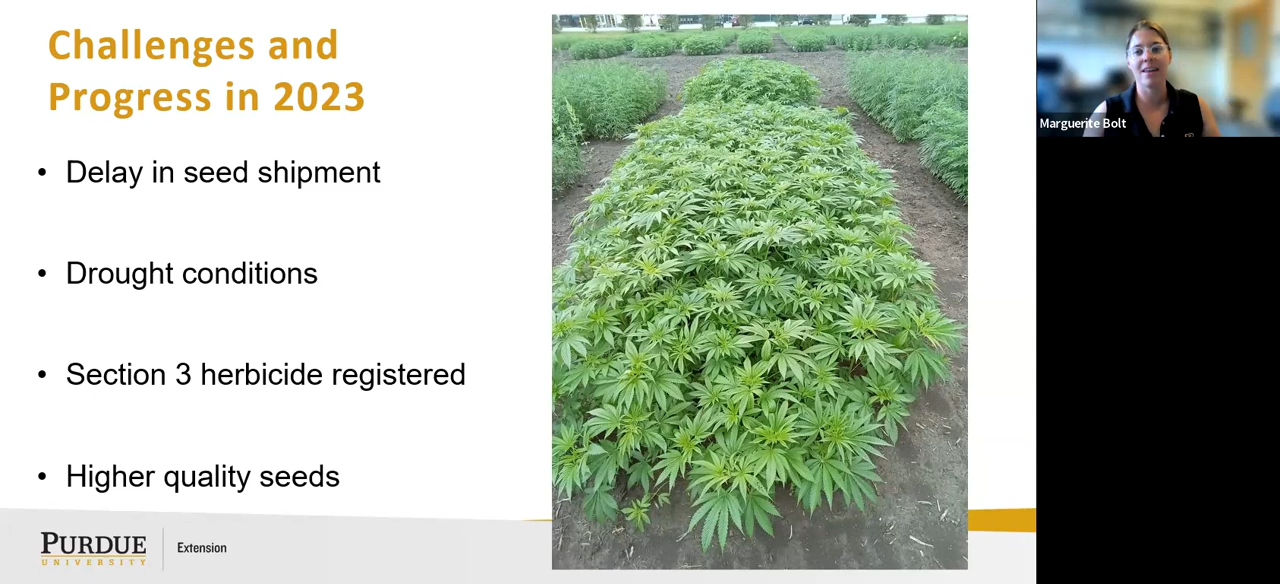 Challenges and
Progress in 2023
• Delay in seed shipment
• Drought conditions
• Section 3 herbicide registered
• Higher quality seeds
PURDUE
UNIVERSITY
Extension
Marguerite Bolt